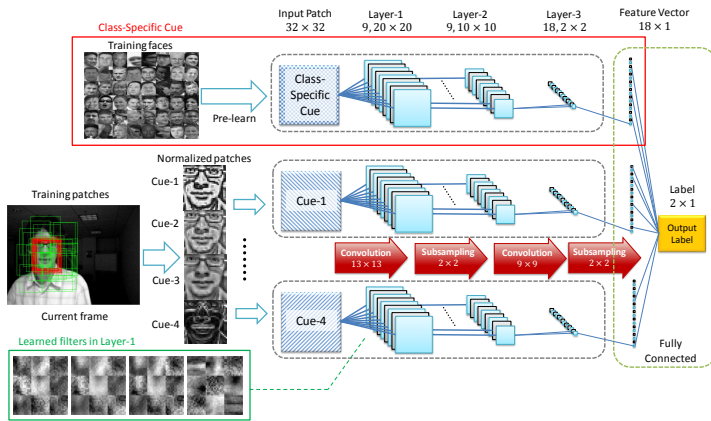 Class-Specific Cue
Input Patch
32 × 32
Layer-1
9, 20 × 20
Layer-2
9, 10 × 10
Layer-3
18, 2 × 2
Feature Vector
18 × 1
Training faces
Pre-learn
Class-
Specific
Cue
Normalized patches
Training patches
Cue-1
Cue-2
Cue-3
Cue-4
Current frame
Cue-1
Convolution
13 × 13
Subsampling
2 × 2
Convolution
9 × 9
Subsampling
2 × 2
Cue-4
Label
2 × 1
Output
Label
Fully
Connected
Learned filters in Layer-1